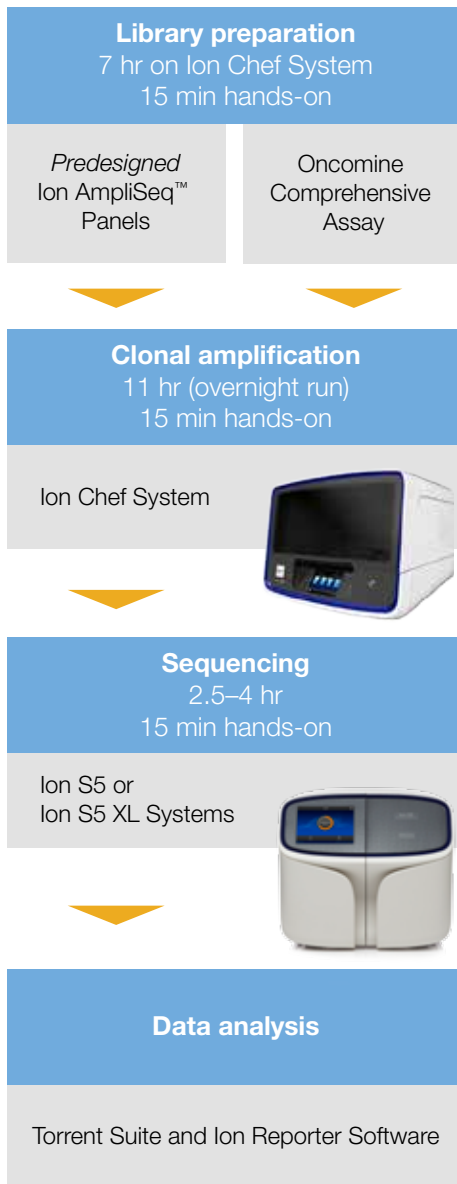 Library preparation
7 hr on Ion Chef System
15 min hands-on
Predesigned
Ion AmpliSeq™
Panels
Oncomine
Comprehensive
Assay
Clonal amplification
11 hr (overnight run)
15 min hands-on
Ion Chef System
Sequencing
2.5–4 hr
15 min hands-on
Ion S5 or
Ion S5 XL Systems
Data analysis
Torrent Suite and Ion Reporter Software